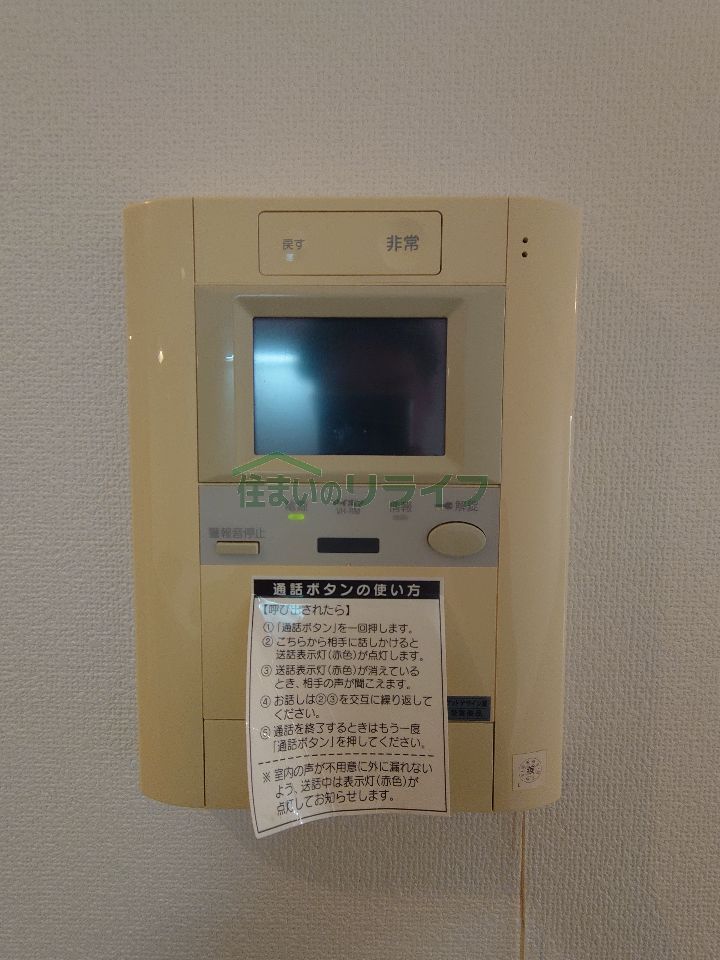 戻す 非常
住まいのリライフ
情報 解錠
VH-RM
警報音停止
通話ボタンの使い方
【呼び出されたら】
①「通話ボタン」を一回押します。
②こちらから相手に話しかけると
送話表示灯(赤色)が点灯します。
③送話表示灯(赤色)が消えている
とき、相手の声が聞こえます。
④お話しは②③を交互に繰り返して
ください。
⑤通話を終了するときはもう一度
「通話ボタン」を押してください。
※室内の声が不用意に外に漏れない
よう、送話中は表示灯(赤色)が
点灯してお知らせします。